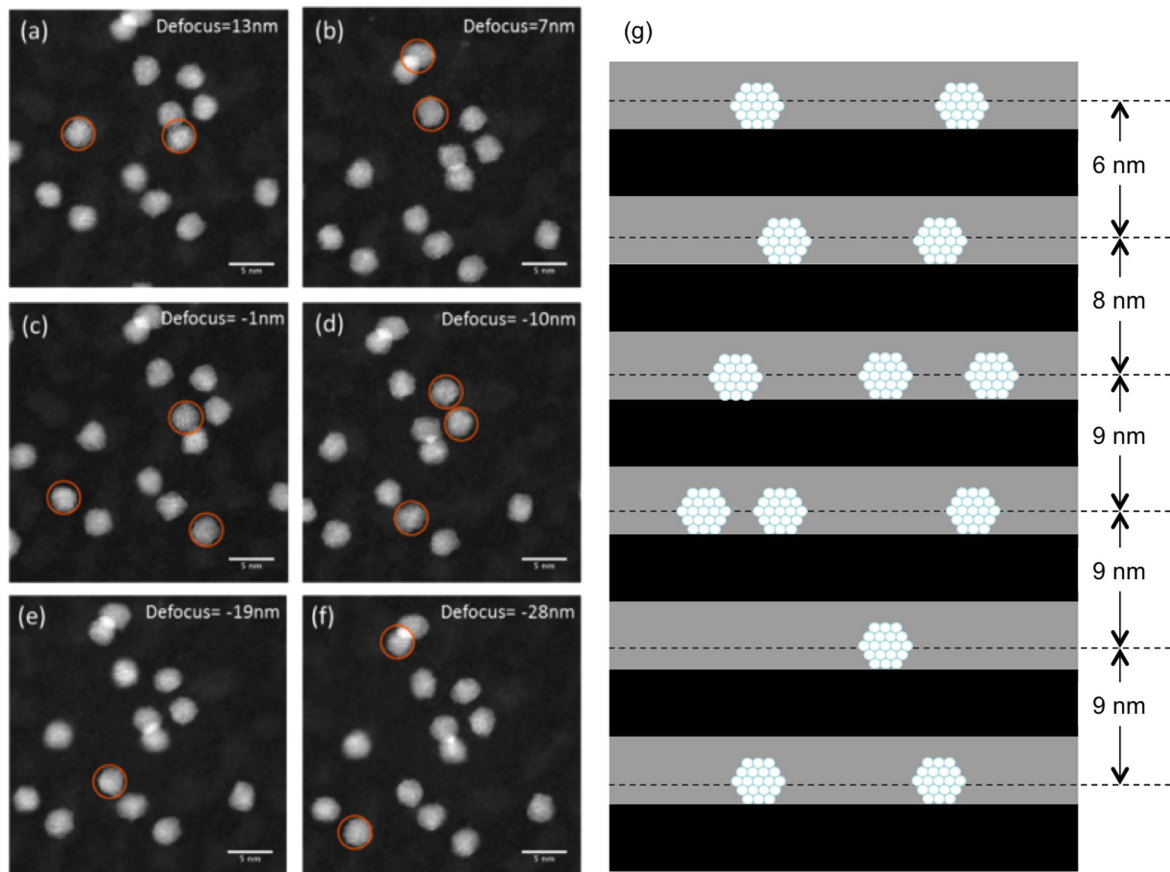 (a)
Defocus=13nm
5 nm
(b)
Defocus=7nm
5 nm
(c)
Defocus= -1nm
5 nm
(d)
Defocus= -10nm
5 nm
(e)
Defocus= -19nm
5 nm
(f)
Defocus= -28nm
5 nm
(g)
6 nm
8 nm
9 nm
9 nm
9 nm